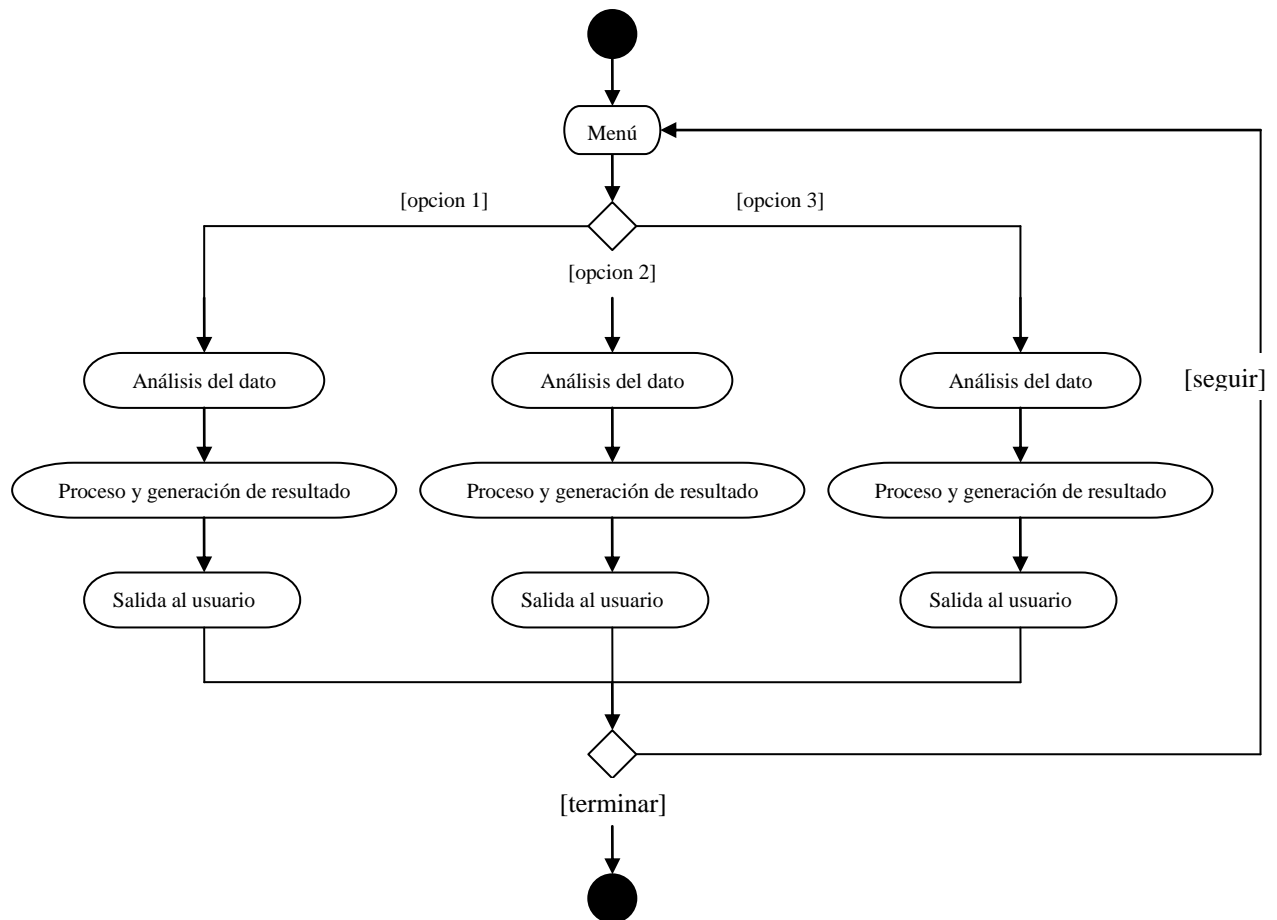 Menú
[opcion 1]
[opcion 3]
[opcion 2]
Análisis del dato
Análisis del dato
Análisis del dato
[seguir]
Proceso y generación de resultado
Proceso y generación de resultado
Proceso y generación de resultado
Salida al usuario
Salida al usuario
Salida al usuario
[terminar]